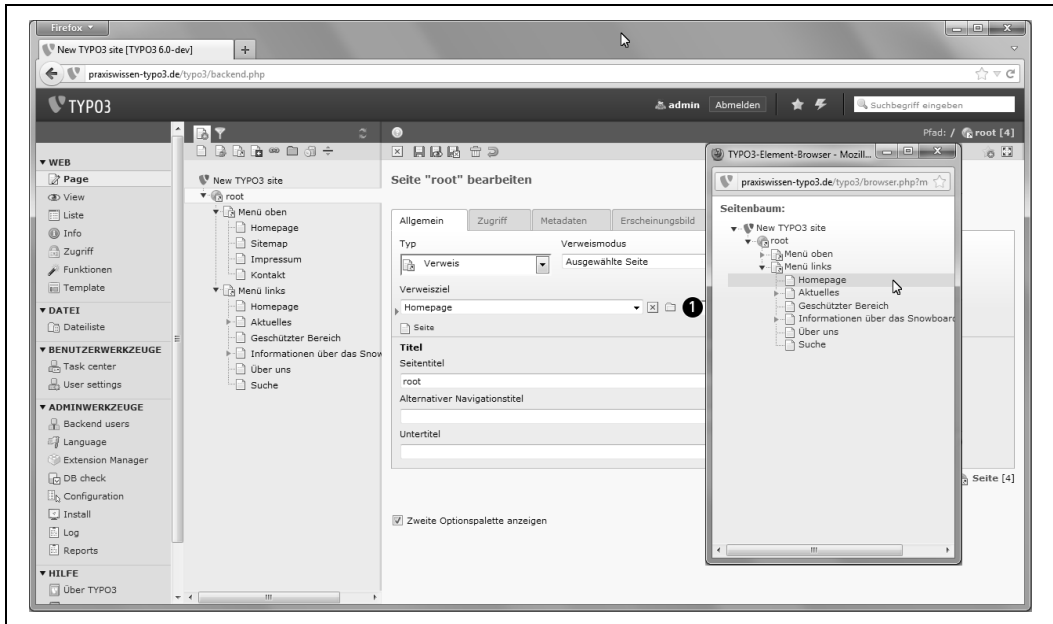 Firefox
New TYPO3 site [TYPO3 6.0-dev]
praxiswissen-typo3.de/typo3/backend.php
TYPO3
admin
Abmelden
Suchbegriff eingeben
Pfad: / root [4]
WEB
Page
View
Liste
Info
Zugriff
Funktionen
Template
DATEI
Dateiliste
BENUTZERWERKZEUGE
Task center
User settings
ADMINWERKZEUGE
Backend users
Language
Extension Manager
DB check
Configuration
Install
Log
Reports
HILFE
Über TYPO3
New TYPO3 site
root
Menü oben
Homepage
Sitemap
Impressum
Kontakt
Menü links
Homepage
Aktuelles
Geschützter Bereich
Informationen über das Snow
Über uns
Suche
Seite "root" bearbeiten
Allgemein
Zugriff
Metadaten
Erscheinungsbild
Typ
Verweismodus
Verweis
Ausgewählte Seite
Verweisziel
Homepage
1
Seite
Titel
Seitentitel
root
Alternativer Navigationstitel
Untertitel
Seite [4]
Zweite Optionspalette anzeigen
TYPO3-Element-Browser - Mozill...
praxiswissen-typo3.de/typo3/browser.php?m
Seitenbaum:
New TYPO3 site
root
Menü oben
Menü links
Homepage
Aktuelles
Geschützter Bereich
Informationen über das Snowboar
Über uns
Suche